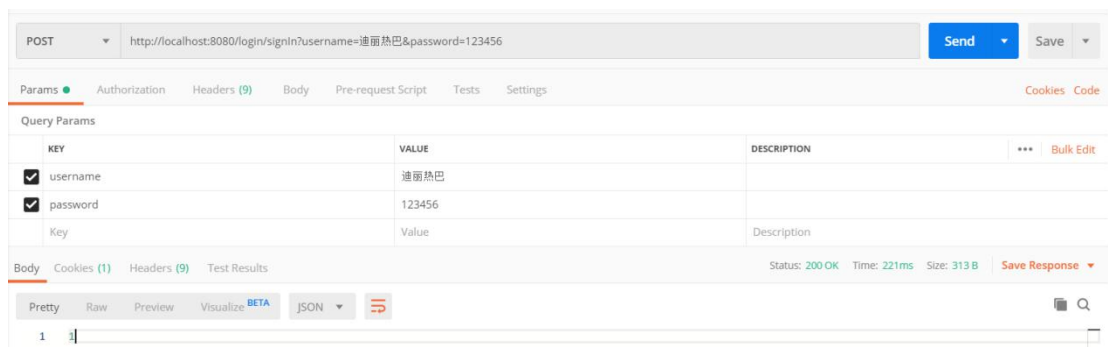 POST http://localhost:8080/login/signIn?username=迪丽热巴&password=123456 Send Save
Params Authorization Headers (9) Body Pre-request Script Tests Settings Cookies Code
Query Params
KEY VALUE DESCRIPTION ••• Bulk Edit
username 迪丽热巴
password 123456
Key Value Description
Body Cookies (1) Headers (9) Test Results Status: 200 OK Time: 221ms Size: 313 B Save Response
Pretty Raw Preview Visualize BETA JSON
1 1